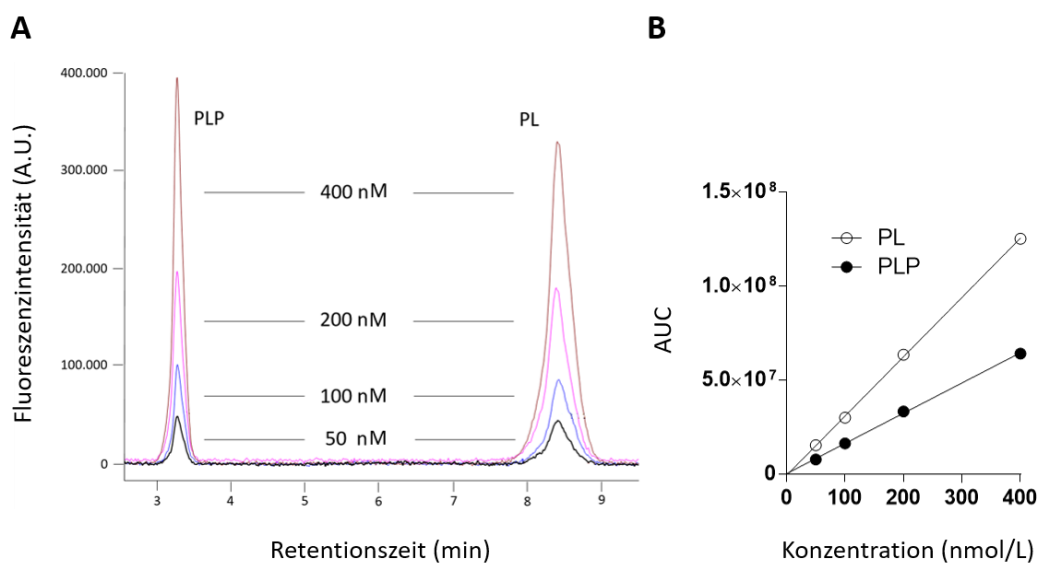 A
Fluoreszenzintensität (A.U.)
400.000
300.000
200.000
100.000
0
PLP
PL
400 nM
200 nM
100 nM
50 nM
3
4
5
6
7
8
9
Retentionszeit (min)
B
AUC
1.5×10⁸
1.0×10⁸
5.0×10⁷
0
PL
PLP
0
100
200
300
400
Konzentration (nmol/L)